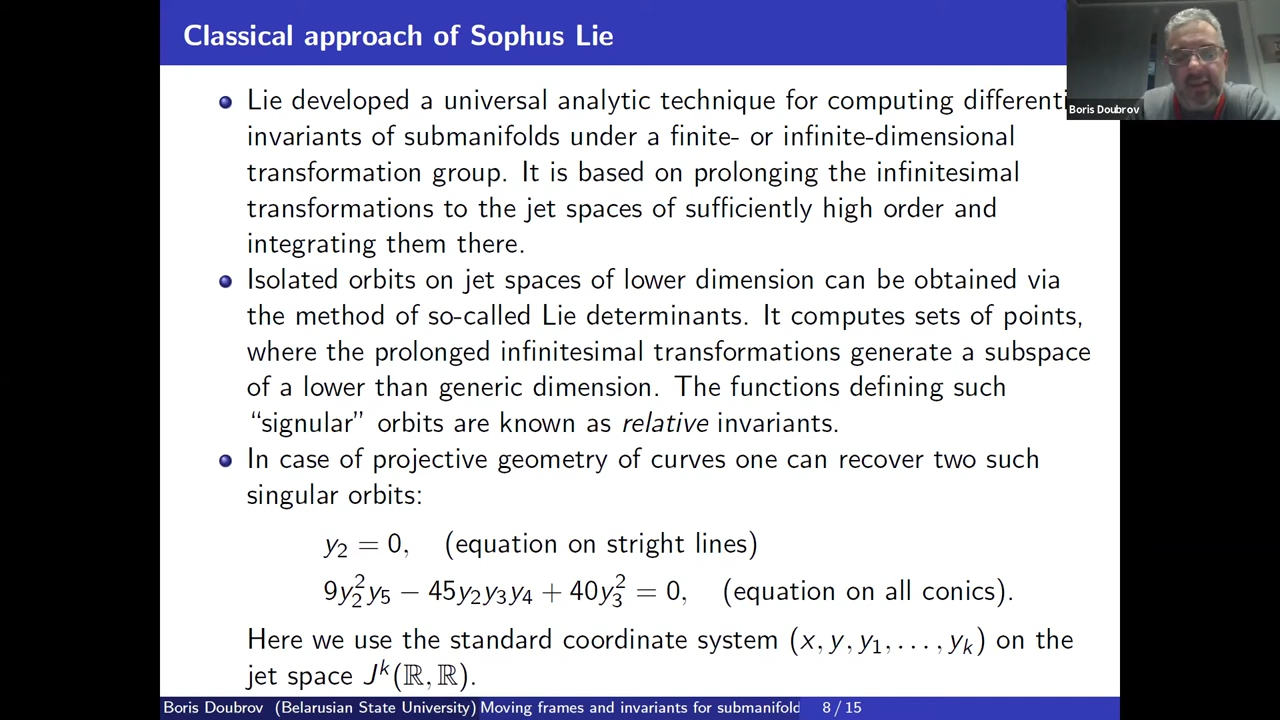 Classical approach of Sophus Lie
Boris Doubrov
Lie developed a universal analytic technique for computing differenti
invariants of submanifolds under a finite- or infinite-dimensional
transformation group. It is based on prolonging the infinitesimal
transformations to the jet spaces of sufficiently high order and
integrating them there.
Isolated orbits on jet spaces of lower dimension can be obtained via
the method of so-called Lie determinants. It computes sets of points,
where the prolonged infinitesimal transformations generate a subspace
of a lower than generic dimension. The functions defining such
“signular” orbits are known as relative invariants.
In case of projective geometry of curves one can recover two such
singular orbits:
y₂ = 0, (equation on stright lines)
9y₂²y₅ − 45y₂y₃y₄ + 40y₃² = 0, (equation on all conics).
Here we use the standard coordinate system (x, y, y₁, . . . , yₖ) on the
jet space Jᵏ(ℝ, ℝ).
Boris Doubrov (Belarusian State University) Moving frames and invariants for submanifold 8 / 15